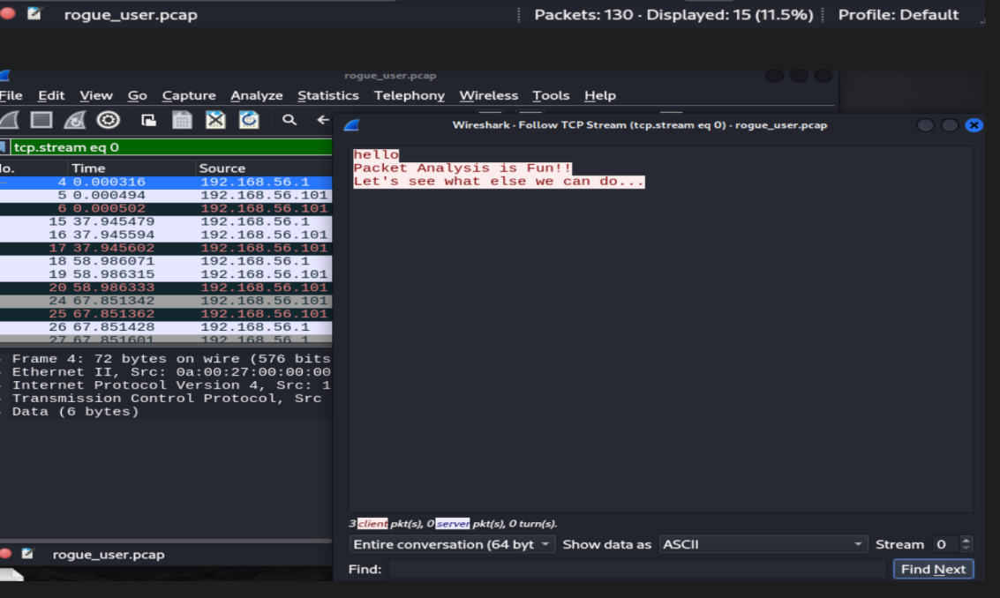 rogue_user.pcap
Packets: 130 · Displayed: 15 (11.5%)
Profile: Default
rogue_user.pcap
File Edit View Go Capture Analyze Statistics Telephony Wireless Tools Help
Wireshark · Follow TCP Stream (tcp.stream eq 0) · rogue_user.pcap
tcp.stream eq 0
hello
Packet Analysis is Fun!!
Let's see what else we can do...
Time Source
4 0.000316 192.168.56.1
5 0.000494 192.168.56.101
6 0.000502 192.168.56.101
15 37.945479 192.168.56.1
16 37.945594 192.168.56.101
17 37.945602 192.168.56.101
18 58.986071 192.168.56.1
19 58.986315 192.168.56.101
20 58.986333 192.168.56.101
24 67.851342 192.168.56.101
25 67.851362 192.168.56.101
26 67.851428 192.168.56.1
27 67.851601 192.168.56.1
Frame 4: 72 bytes on wire (576 bits
Ethernet II, Src: 0a:00:27:00:00:00
Internet Protocol Version 4, Src: 1
Transmission Control Protocol, Src
Data (6 bytes)
3 client pkt(s), 0 server pkt(s), 0 turn(s).
Entire conversation (64 byt
Show data as ASCII
Stream 0
rogue_user.pcap
Find:
Find Next